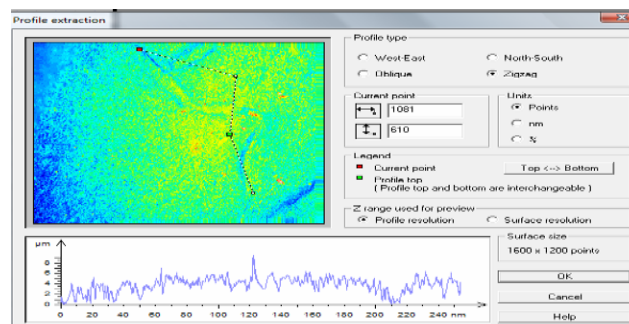 Profile extraction
Profile type
West-East
North-South
Oblique
Zigzag
Current point
1081
610
Units
Points
nm
%
Legend
Current point
Profile top
( Profile top and bottom are interchangeable )
Top <--> Bottom
Z range used for preview
Profile resolution
Surface resolution
Surface size
1600 x 1200 points
OK
Cancel
Help
µm
8
6
4
2
0
0 20 40 60 80 100 120 140 160 180 200 220 240 nm